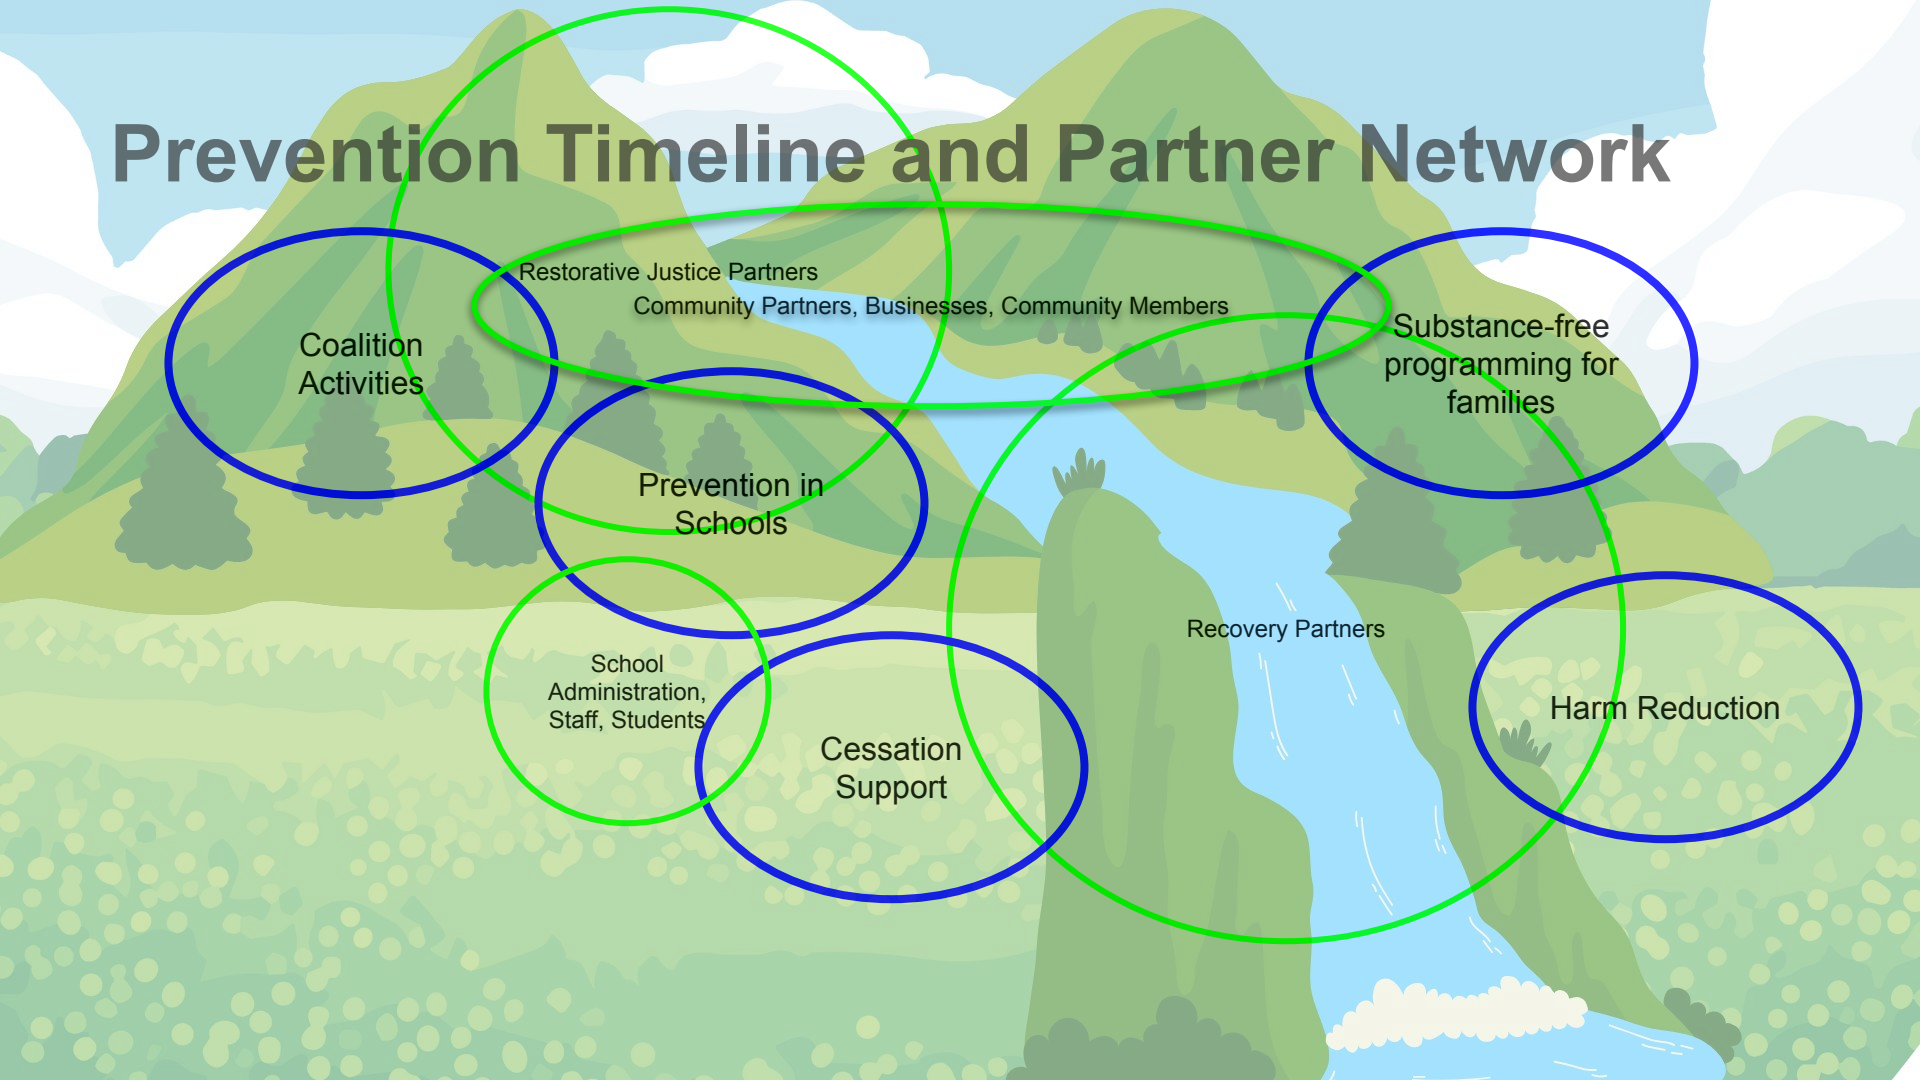 Prevention Timeline and Partner Network
Restorative Justice Partners
Community Partners, Businesses, Community Members
Coalition
Activities
Substance-free
programming for
families
Prevention in
Schools
School
Administration,
Staff, Students
Recovery Partners
Cessation
Support
Harm Reduction